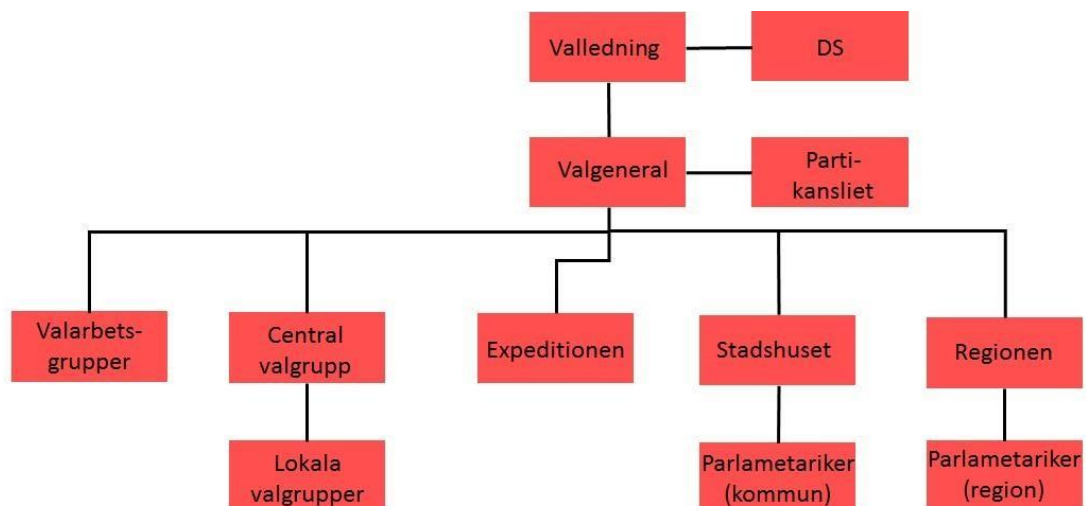 Valledning
DS
Valgeneral
Parti-
kansliet
Valarbets-
grupper
Central
valgrupp
Expeditionen
Stadshuset
Regionen
Lokala
valgrupper
Parlametariker
(kommun)
Parlametariker
(region)